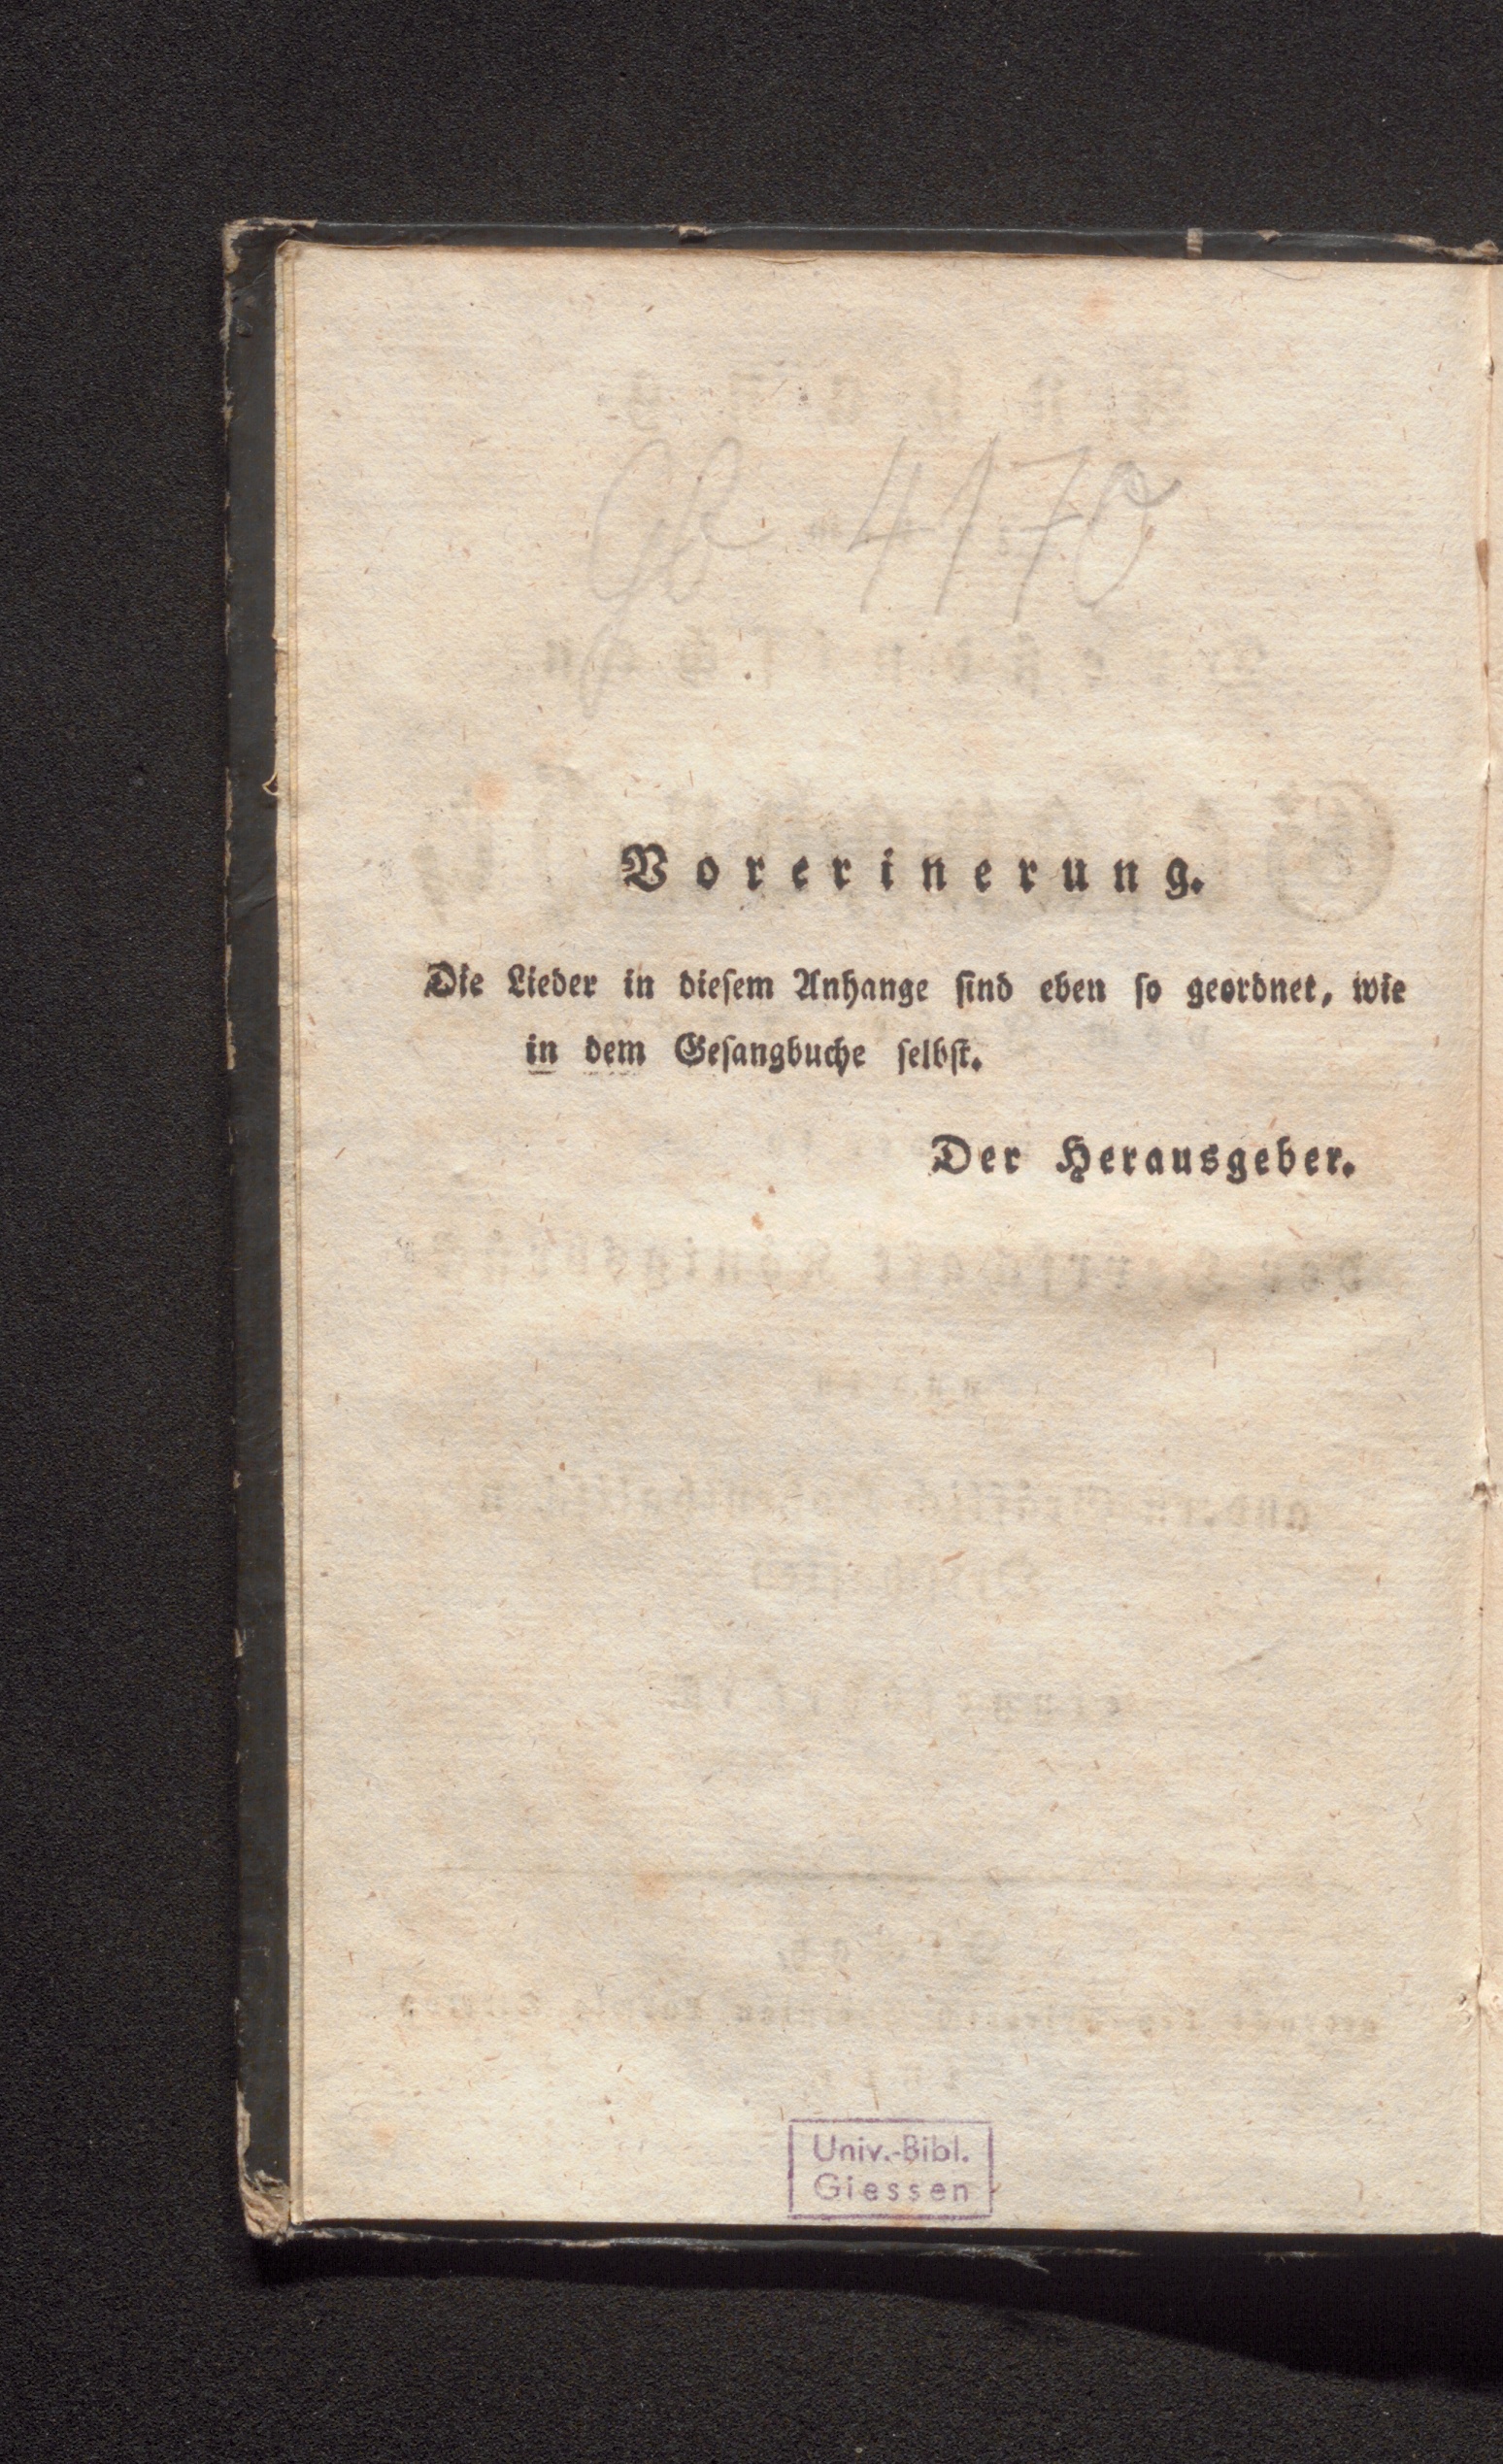 Gb 4170
Vorerinerung.
Die Lieder in dieſem Anhange ſind eben ſo geordnet, wie
in dem Geſangbuche ſelbſt.
Der Herausgeber.
Univ.-Bibl.
Giessen